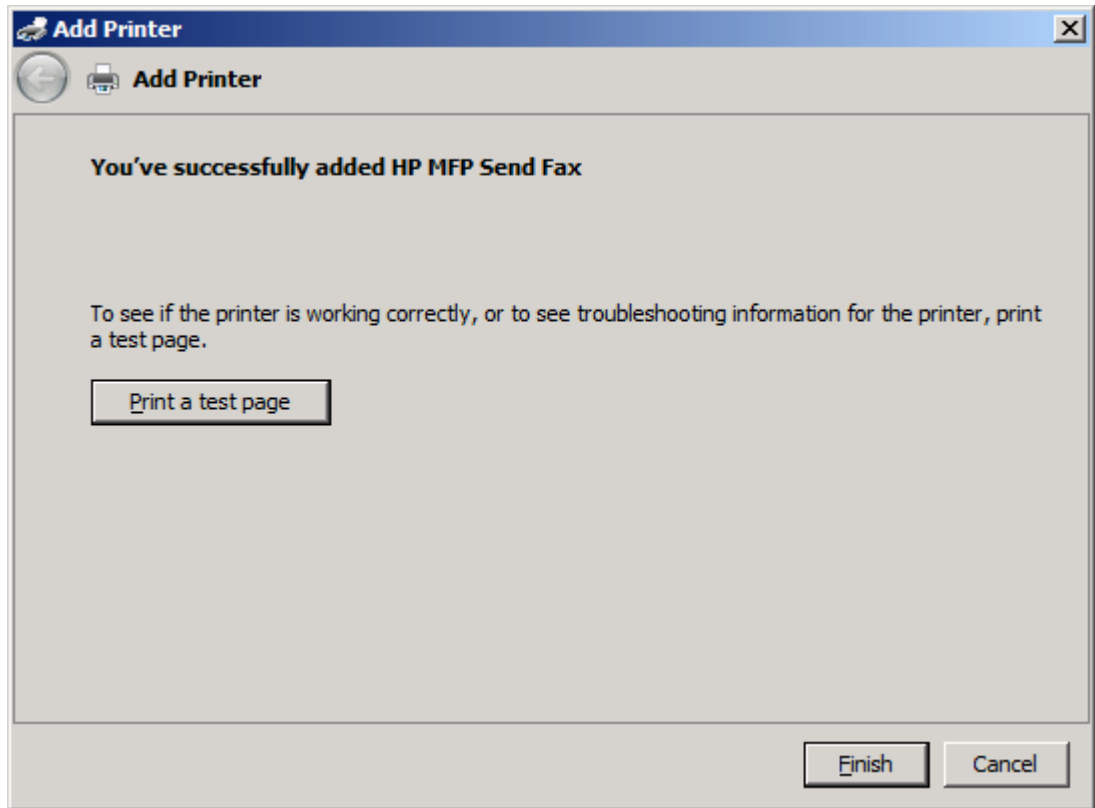 Add Printer
Add Printer
You've successfully added HP MFP Send Fax
To see if the printer is working correctly, or to see troubleshooting information for the printer, print
a test page.
Print a test page
Finish Cancel